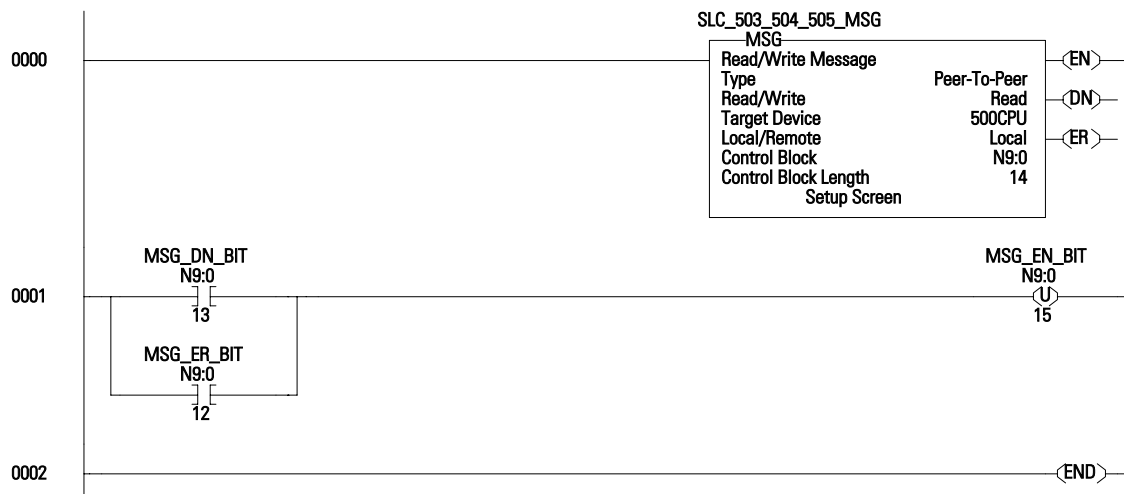 SLC_503_504_505_MSG
MSG
0000
Read/Write Message
Type Peer-To-Peer
Read/Write Read
Target Device 500CPU
Local/Remote Local
Control Block N9:0
Control Block Length 14
Setup Screen
EN
DN
ER
MSG_DN_BIT
N9:0
13
MSG_EN_BIT
N9:0
U
15
0001
MSG_ER_BIT
N9:0
12
0002
END